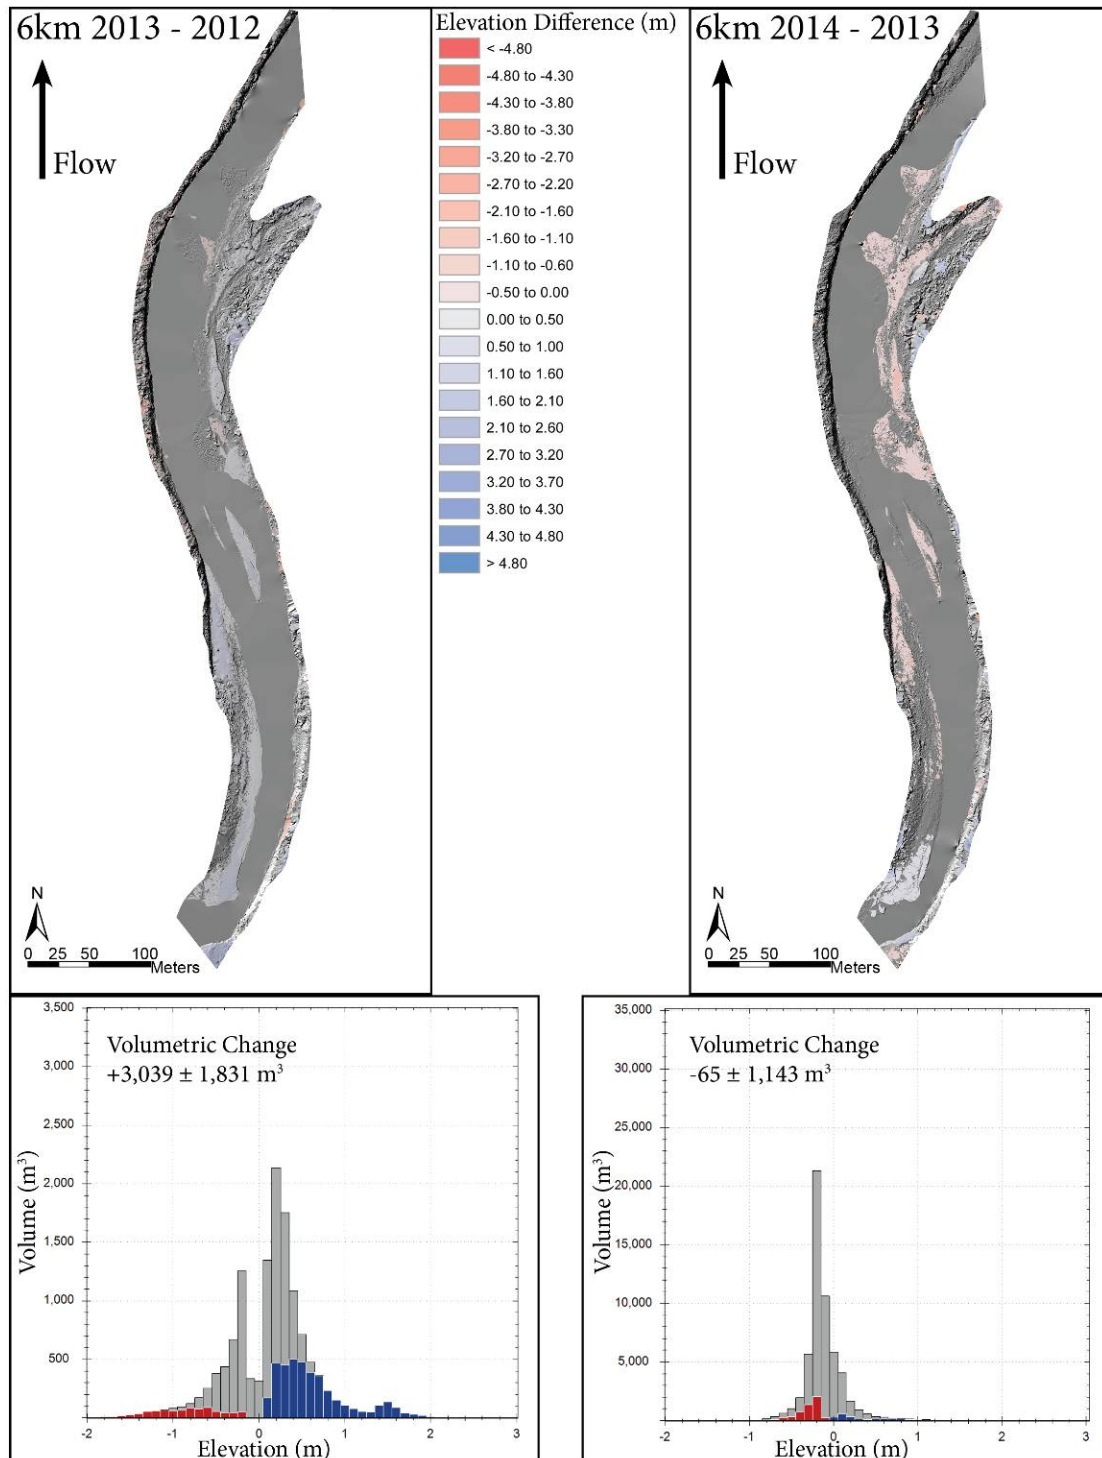 6km 2013 - 2012
Flow
N
0 25 50 100
Meters
Elevation Difference (m)
< -4.80
-4.80 to -4.30
-4.30 to -3.80
-3.80 to -3.30
-3.20 to -2.70
-2.70 to -2.20
-2.10 to -1.60
-1.60 to -1.10
-1.10 to -0.60
-0.50 to 0.00
0.00 to 0.50
0.50 to 1.00
1.10 to 1.60
1.60 to 2.10
2.10 to 2.60
2.70 to 3.20
3.20 to 3.70
3.80 to 4.30
4.30 to 4.80
> 4.80
6km 2014 - 2013
Flow
N
0 25 50 100
Meters
Volumetric Change
+3,039 ± 1,831 m³
Volume (m³)
3,500
3,000
2,500
2,000
1,500
1,000
500
-2 -1 0 1 2 3
Elevation (m)
Volumetric Change
-65 ± 1,143 m³
Volume (m³)
35,000
30,000
25,000
20,000
15,000
10,000
5,000
-2 -1 0 1 2 3
Elevation (m)